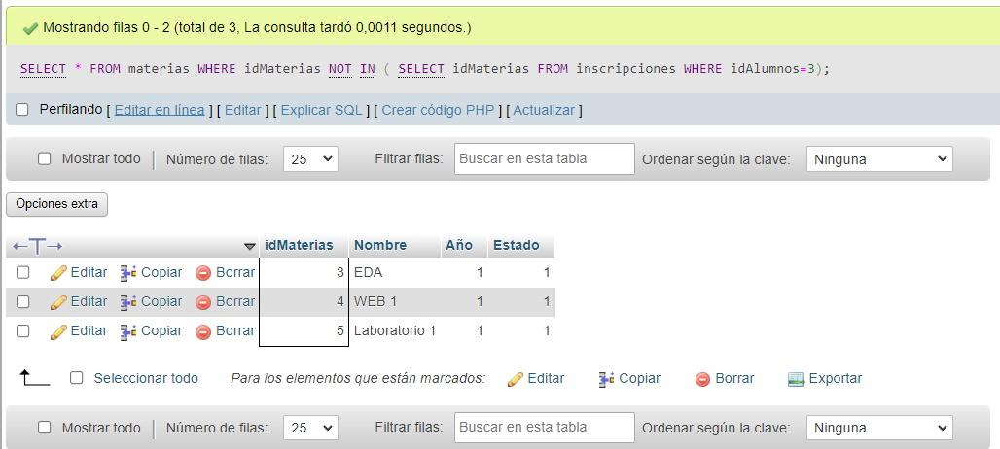 Mostrando filas 0 - 2 (total de 3, La consulta tardó 0,0011 segundos.)
SELECT * FROM materias WHERE idMaterias NOT IN ( SELECT idMaterias FROM inscripciones WHERE idAlumnos=3);
Perfilando [ Editar en línea ] [ Editar ] [ Explicar SQL ] [ Crear código PHP ] [ Actualizar ]
Mostrar todo | Número de filas: 25 Filtrar filas: Buscar en esta tabla Ordenar según la clave: Ninguna
Opciones extra
←T→ idMaterias Nombre Año Estado
Editar Copiar Borrar 3 EDA 1 1
Editar Copiar Borrar 4 WEB 1 1 1
Editar Copiar Borrar 5 Laboratorio 1 1 1
Seleccionar todo Para los elementos que están marcados: Editar Copiar Borrar Exportar
Mostrar todo | Número de filas: 25 Filtrar filas: Buscar en esta tabla Ordenar según la clave: Ninguna